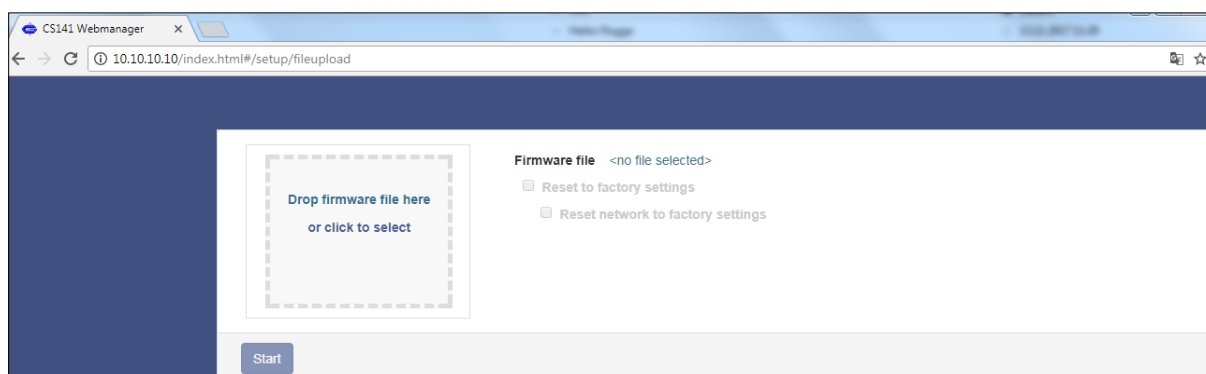 CS141 Webmanager
10.10.10.10/index.html#/setup/fileupload
Firmware file <no file selected>
Drop firmware file here
or click to select
Reset to factory settings
Reset network to factory settings
Start